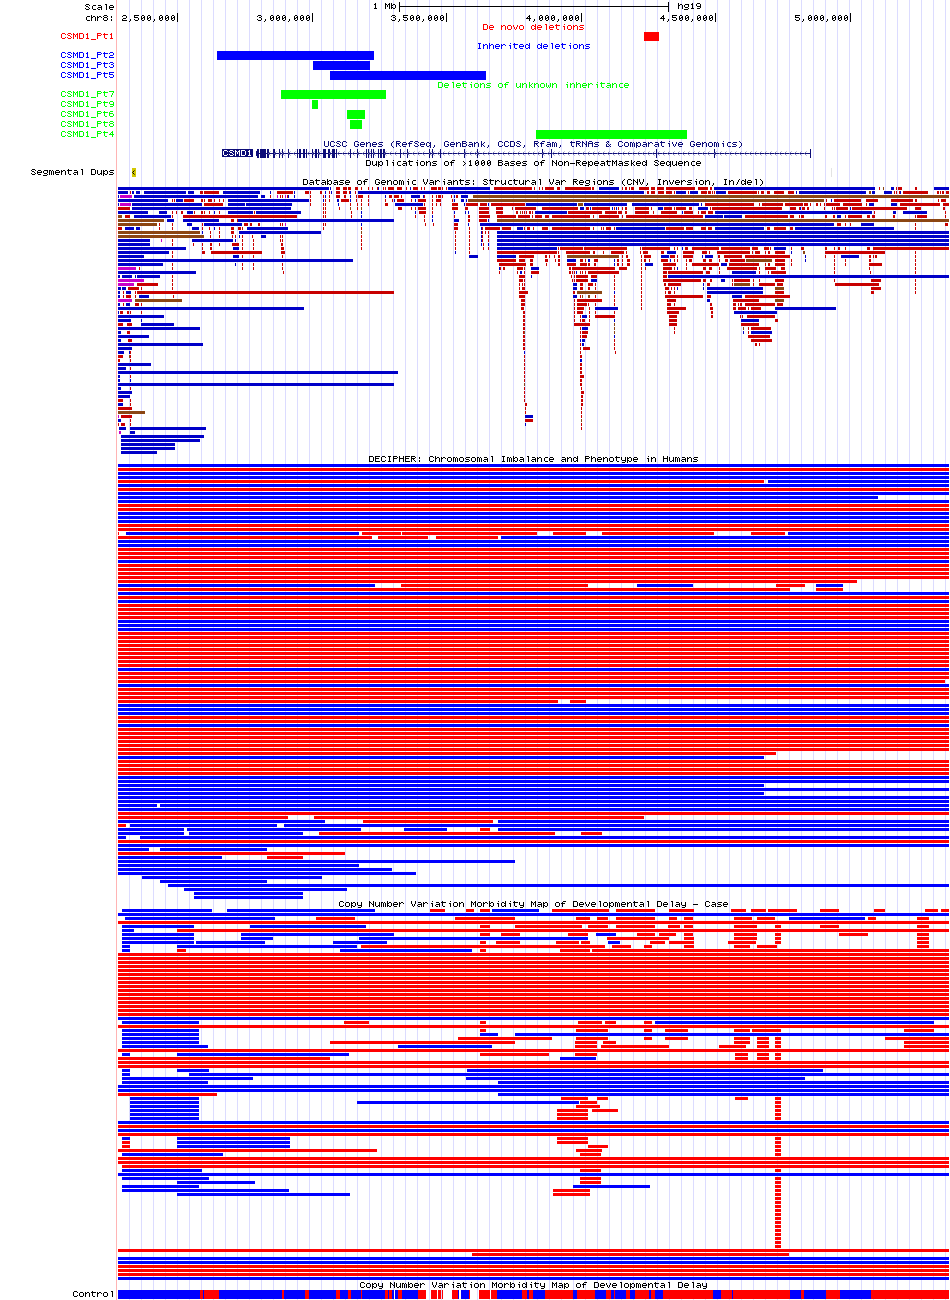 Scale 1 Mb hg19
chr8: 2,500,000 3,000,000 3,500,000 4,000,000 4,500,000 5,000,000
De novo deletions
CSMD1_Pt1
Inherited deletions
CSMD1_Pt2
CSMD1_Pt3
CSMD1_Pt5
Deletions of unknown inheritance
CSMD1_Pt7
CSMD1_Pt9
CSMD1_Pt6
CSMD1_Pt8
CSMD1_Pt4
UCSC Genes (RefSeq, GenBank, CCDS, Rfam, tRNAs & Comparative Genomics)
CSMD1
Duplications of >1000 Bases of Non-RepeatMasked Sequence
Segmental Dups
Database of Genomic Variants: Structural Var Regions (CNV, Inversion, In/del)
DECIPHER: Chromosomal Imbalance and Phenotype in Humans
Copy Number Variation Morbidity Map of Developmental Delay - Case
Copy Number Variation Morbidity Map of Developmental Delay
Control